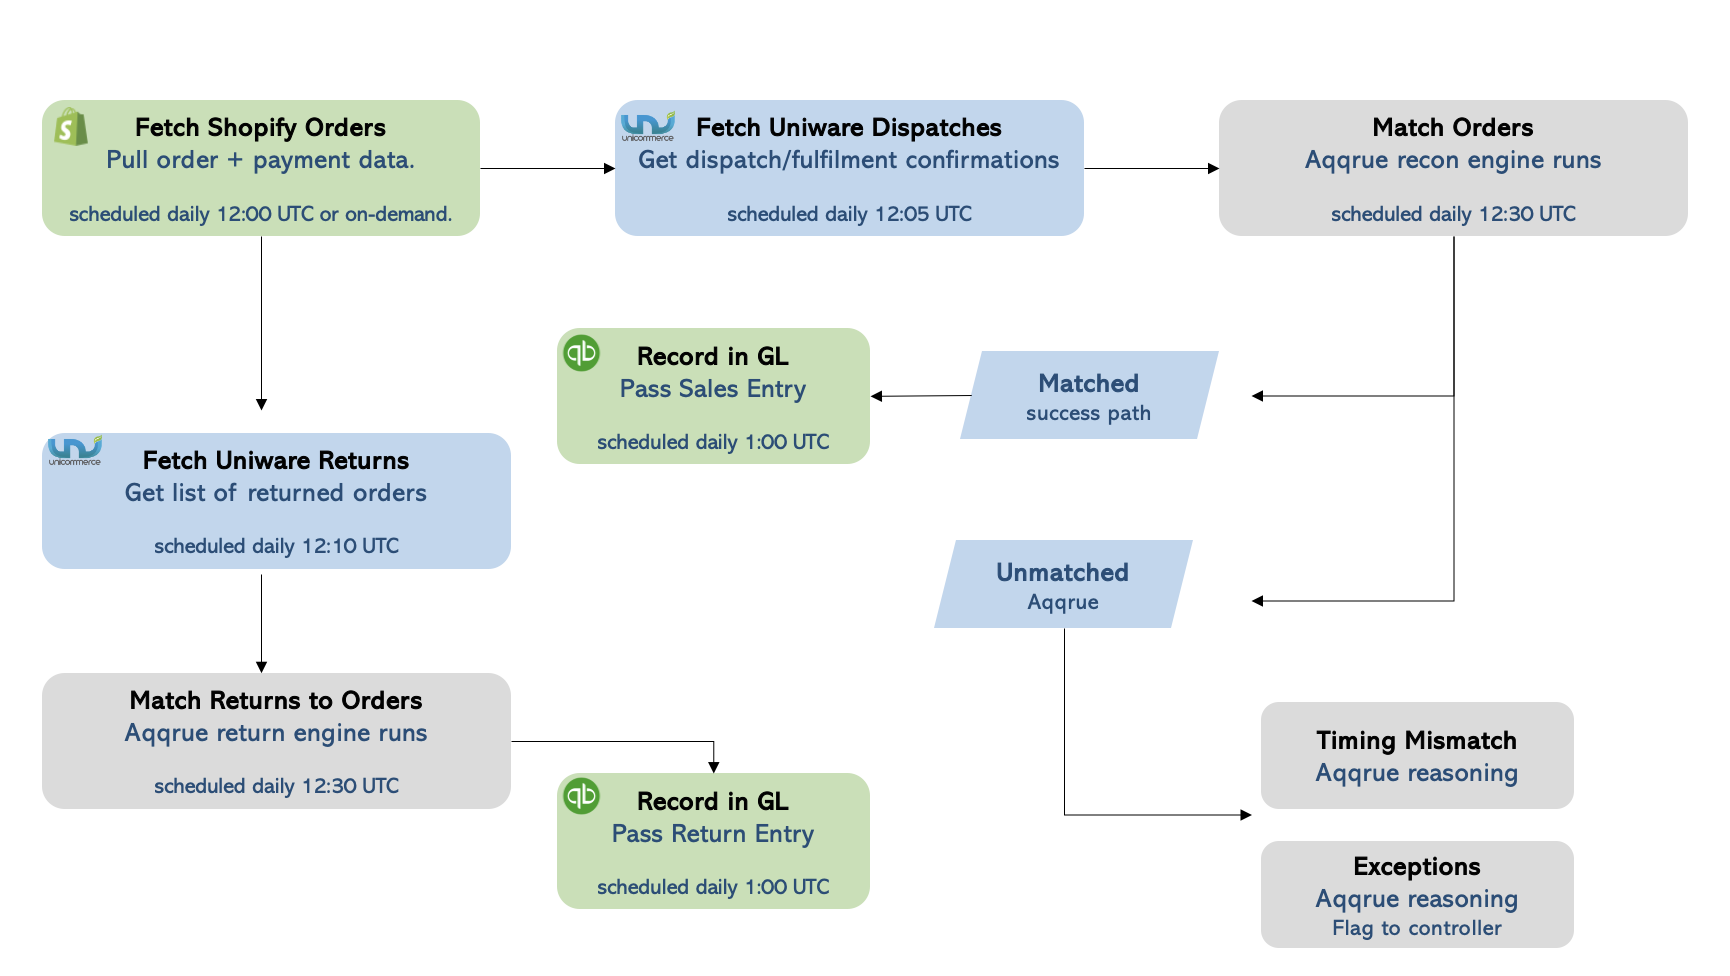 Fetch Shopify Orders
Pull order + payment data.
scheduled daily 12:00 UTC or on-demand.
unicommerce
Fetch Uniware Dispatches
Get dispatch/fulfilment confirmations
scheduled daily 12:05 UTC
Match Orders
Aqqrue recon engine runs
scheduled daily 12:30 UTC
qb
Record in GL
Pass Sales Entry
scheduled daily 1:00 UTC
Matched
success path
unicommerce
Fetch Uniware Returns
Get list of returned orders
scheduled daily 12:10 UTC
Unmatched
Aqqrue
Match Returns to Orders
Aqqrue return engine runs
scheduled daily 12:30 UTC
qb
Record in GL
Pass Return Entry
scheduled daily 1:00 UTC
Timing Mismatch
Aqqrue reasoning
Exceptions
Aqqrue reasoning
Flag to controller